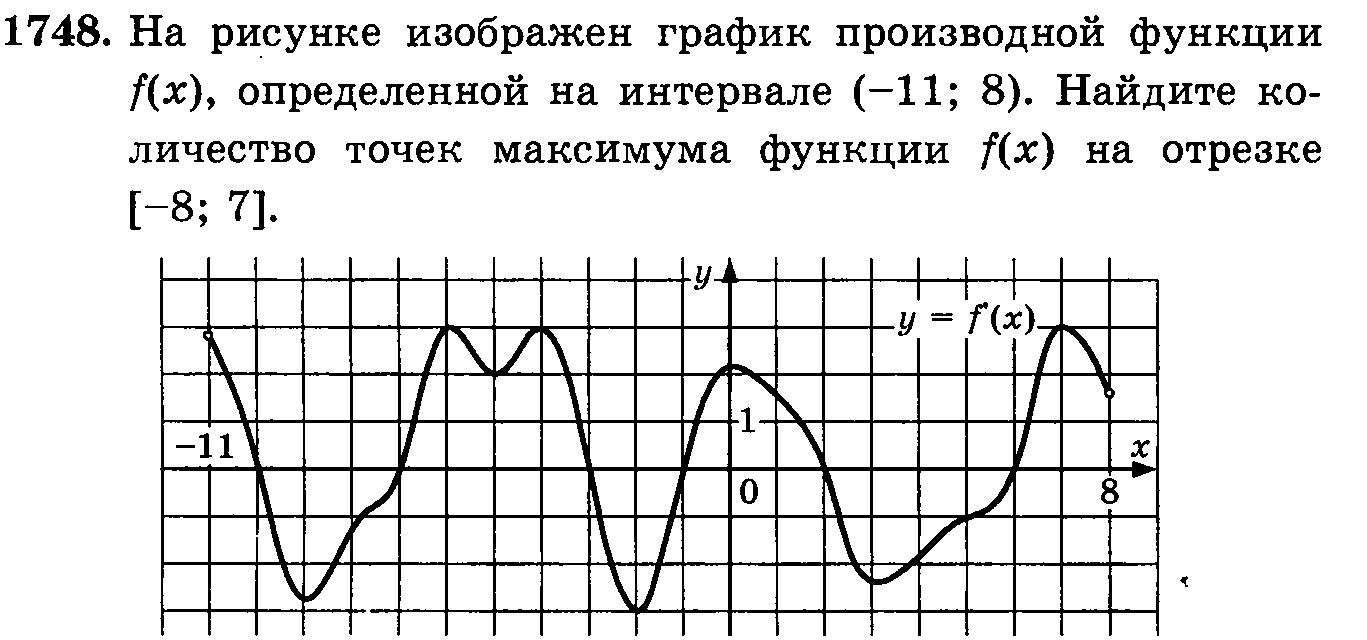 1748. На рисунке изображен график производной функции
f(x), определенной на интервале (−11; 8). Найдите ко-
личество точек максимума функции f(x) на отрезке
[−8; 7].
y
y = f′(x)
1
−11
x
0
8